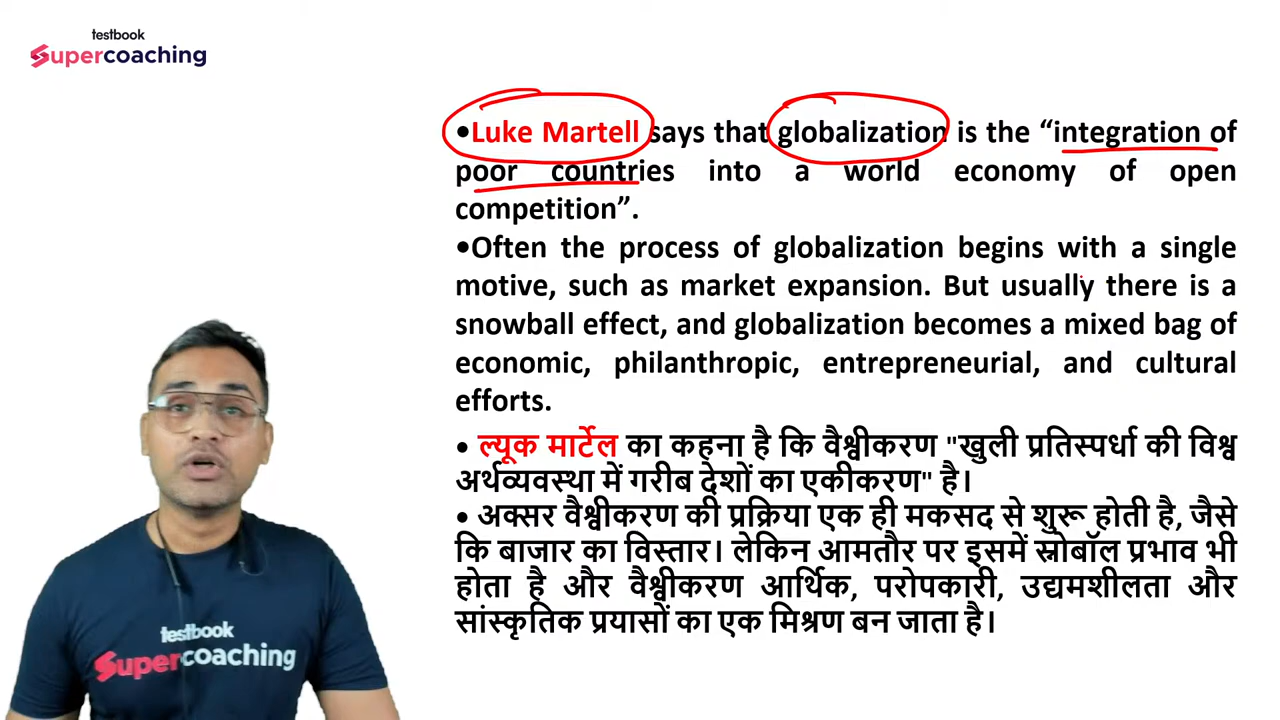 testbook
Supercoaching
•Luke Martell says that globalization is the “integration of
poor countries into a world economy of open
competition”.
•Often the process of globalization begins with a single
motive, such as market expansion. But usually there is a
snowball effect, and globalization becomes a mixed bag of
economic, philanthropic, entrepreneurial, and cultural
efforts.
• ल्यूक मार्टेल का कहना है कि वैश्वीकरण "खुली प्रतिस्पर्धा की विश्व
अर्थव्यवस्था में गरीब देशों का एकीकरण" है।
• अक्सर वैश्वीकरण की प्रक्रिया एक ही मकसद से शुरू होती है, जैसे
कि बाजार का विस्तार। लेकिन आमतौर पर इसमें स्नोबॉल प्रभाव भी
होता है और वैश्वीकरण आर्थिक, परोपकारी, उद्यमशीलता और
सांस्कृतिक प्रयासों का एक मिश्रण बन जाता है।
testbook
Supercoaching